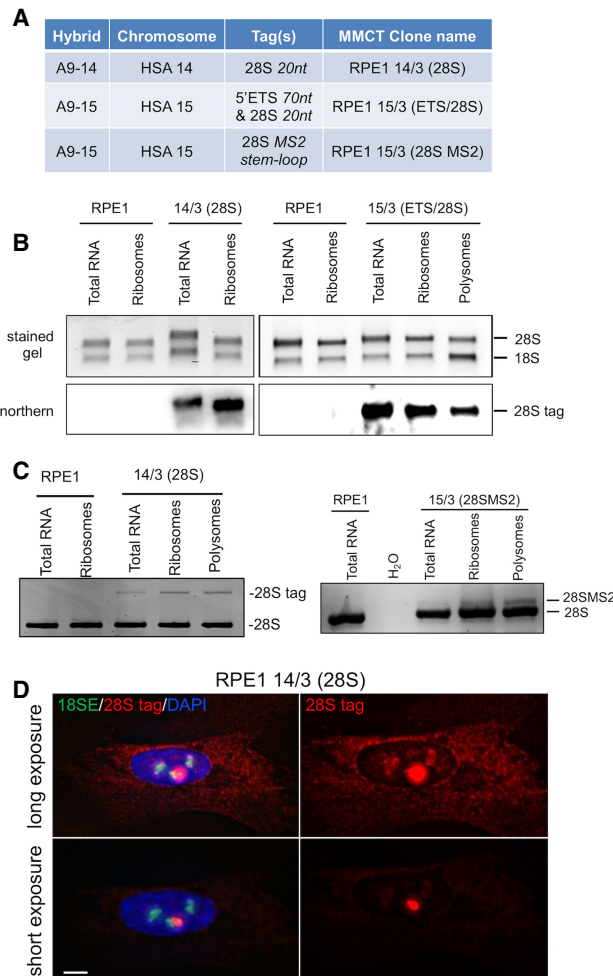 A
Hybrid Chromosome Tag(s) MMCT Clone name
A9-14 HSA 14 28S 20nt RPE1 14/3 (28S)
A9-15 HSA 15 5'ETS 70nt & 28S 20nt RPE1 15/3 (ETS/28S)
A9-15 HSA 15 28S MS2 stem-loop RPE1 15/3 (28S MS2)
B
RPE1 14/3 (28S) RPE1 15/3 (ETS/28S)
Total RNA Ribosomes Total RNA Ribosomes Total RNA Ribosomes Total RNA Ribosomes Polysomes
stained gel
28S
18S
northern
28S tag
C
RPE1 14/3 (28S)
Total RNA Ribosomes Total RNA Ribosomes Polysomes
-28S tag
-28S
RPE1 15/3 (28SMS2)
Total RNA H2O Total RNA Ribosomes Polysomes
28SMS2
28S
D
RPE1 14/3 (28S)
18SE/28S tag/DAPI 28S tag
long exposure
short exposure